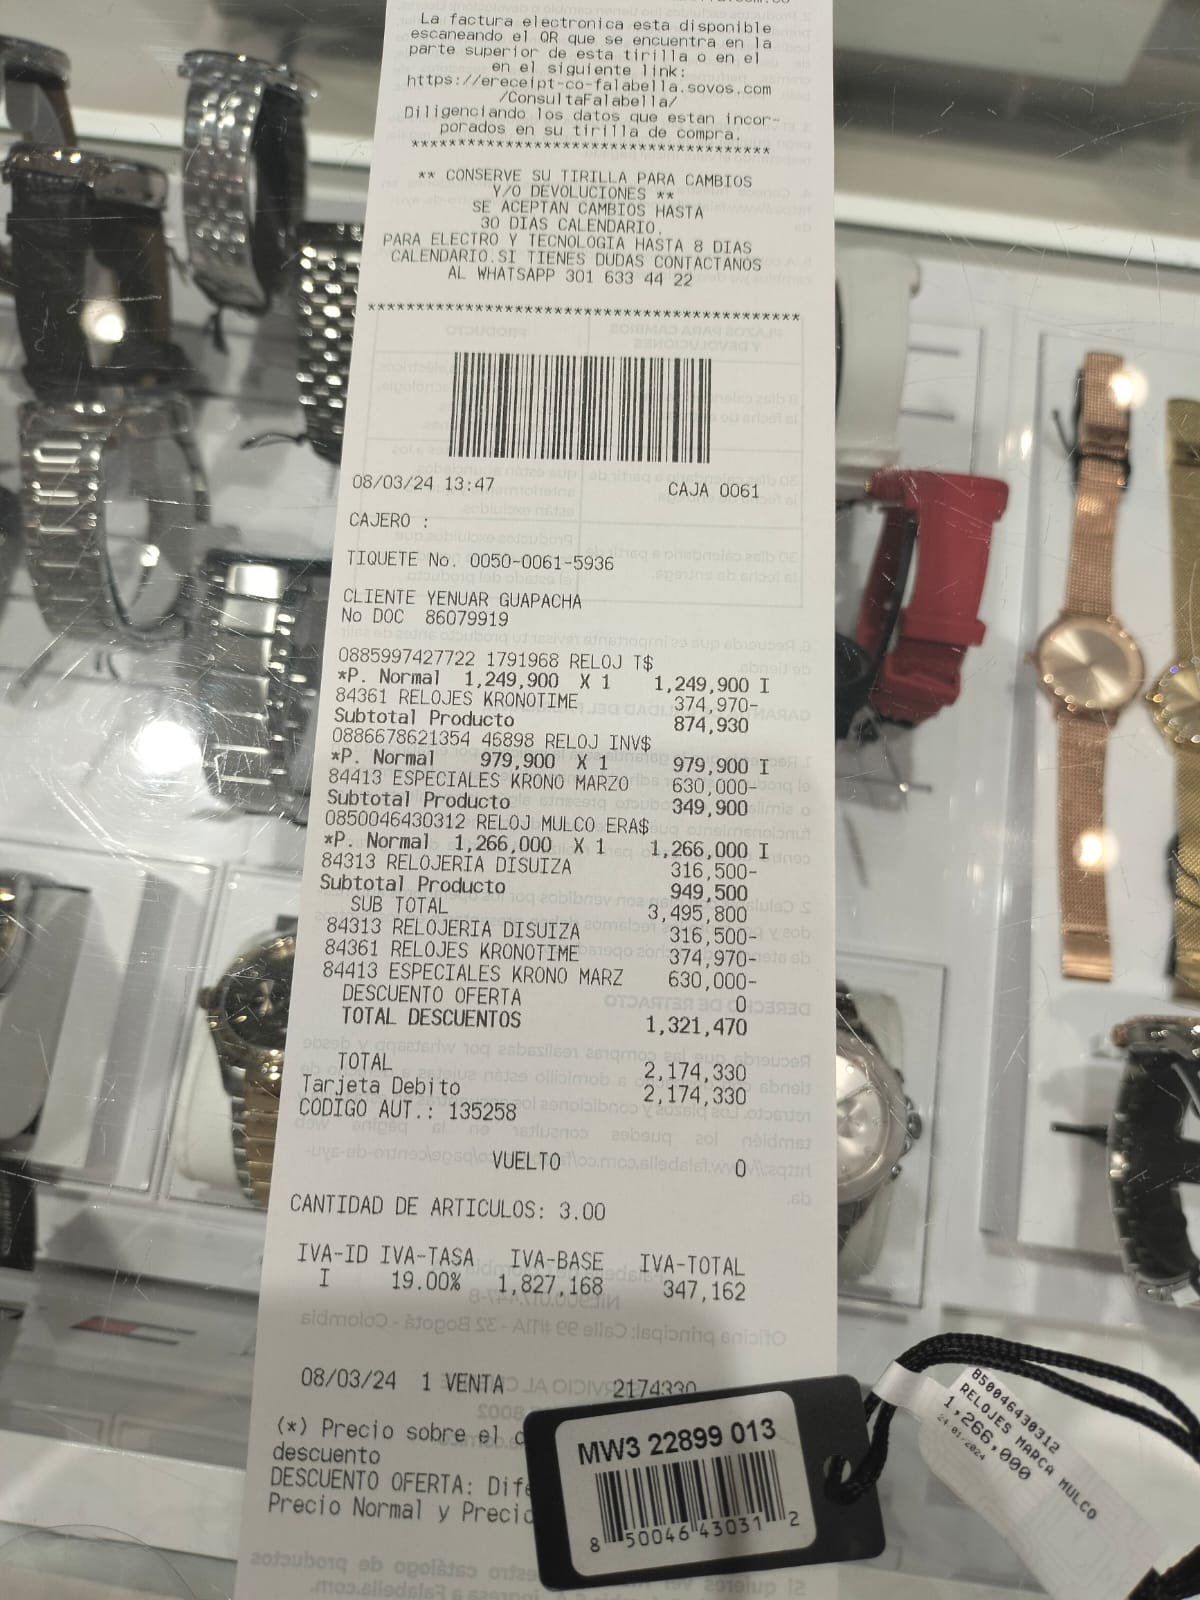 La factura electronica esta disponible
escaneando el QR que se encuentra en la
parte superior de esta tirilla o en el
en el siguiente link:
https://ereceipt-co-falabella.sovos.com
/ConsultaFalabella/
Diligenciando los datos que estan incor-
porados en su tirilla de compra.
****************************************
** CONSERVE SU TIRILLA PARA CAMBIOS
Y/O DEVOLUCIONES **
SE ACEPTAN CAMBIOS HASTA
30 DIAS CALENDARIO.
PARA ELECTRO Y TECNOLOGIA HASTA 8 DIAS
CALENDARIO.SI TIENES DUDAS CONTACTANOS
AL WHATSAPP 301 633 44 22
****************************************
08/03/24 13:47 CAJA 0061
CAJERO :
TIQUETE No. 0050-0061-5936
CLIENTE YENUAR GUAPACHA
No DOC 86079919
0885997427722 1791968 RELOJ T$
*P. Normal 1,249,900 X 1 1,249,900 I
84361 RELOJES KRONOTIME 374,970-
Subtotal Producto 874,930
0886678621354 46898 RELOJ INV$
*P. Normal 979,900 X 1 979,900 I
84413 ESPECIALES KRONO MARZO 630,000-
Subtotal Producto 349,900
0850046430312 RELOJ MULCO ERA$
*P. Normal 1,266,000 X 1 1,266,000 I
84313 RELOJERIA DISUIZA 316,500-
Subtotal Producto 949,500
SUB TOTAL 3,495,800
84313 RELOJERIA DISUIZA 316,500-
84361 RELOJES KRONOTIME 374,970-
84413 ESPECIALES KRONO MARZ 630,000-
DESCUENTO OFERTA 0
TOTAL DESCUENTOS 1,321,470
TOTAL 2,174,330
Tarjeta Debito 2,174,330
CODIGO AUT.: 135258
VUELTO 0
CANTIDAD DE ARTICULOS: 3.00
IVA-ID IVA-TASA IVA-BASE IVA-TOTAL
I 19.00% 1,827,168 347,162
08/03/24 1 VENTA 2174330
(*) Precio sobre el
descuento
DESCUENTO OFERTA:
Precio Normal y
MW3 22899 013
8 50046 43031 2
850046430312
RELOJES MARCA MULCO
1,266,000
24/01/2024